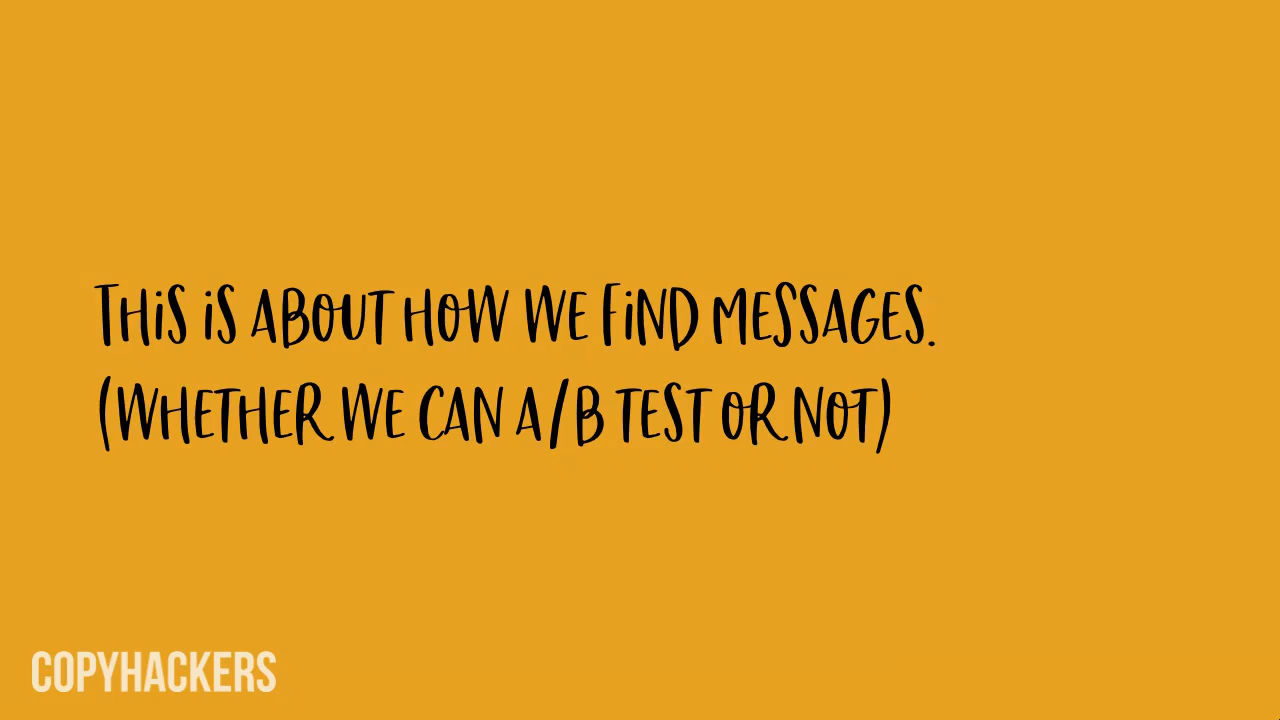 THiS iS ABOUT HOW WE FiND MESSAGES.
(WHETHER WE CAN A/B TEST OR NOT)
COPYHACKERS